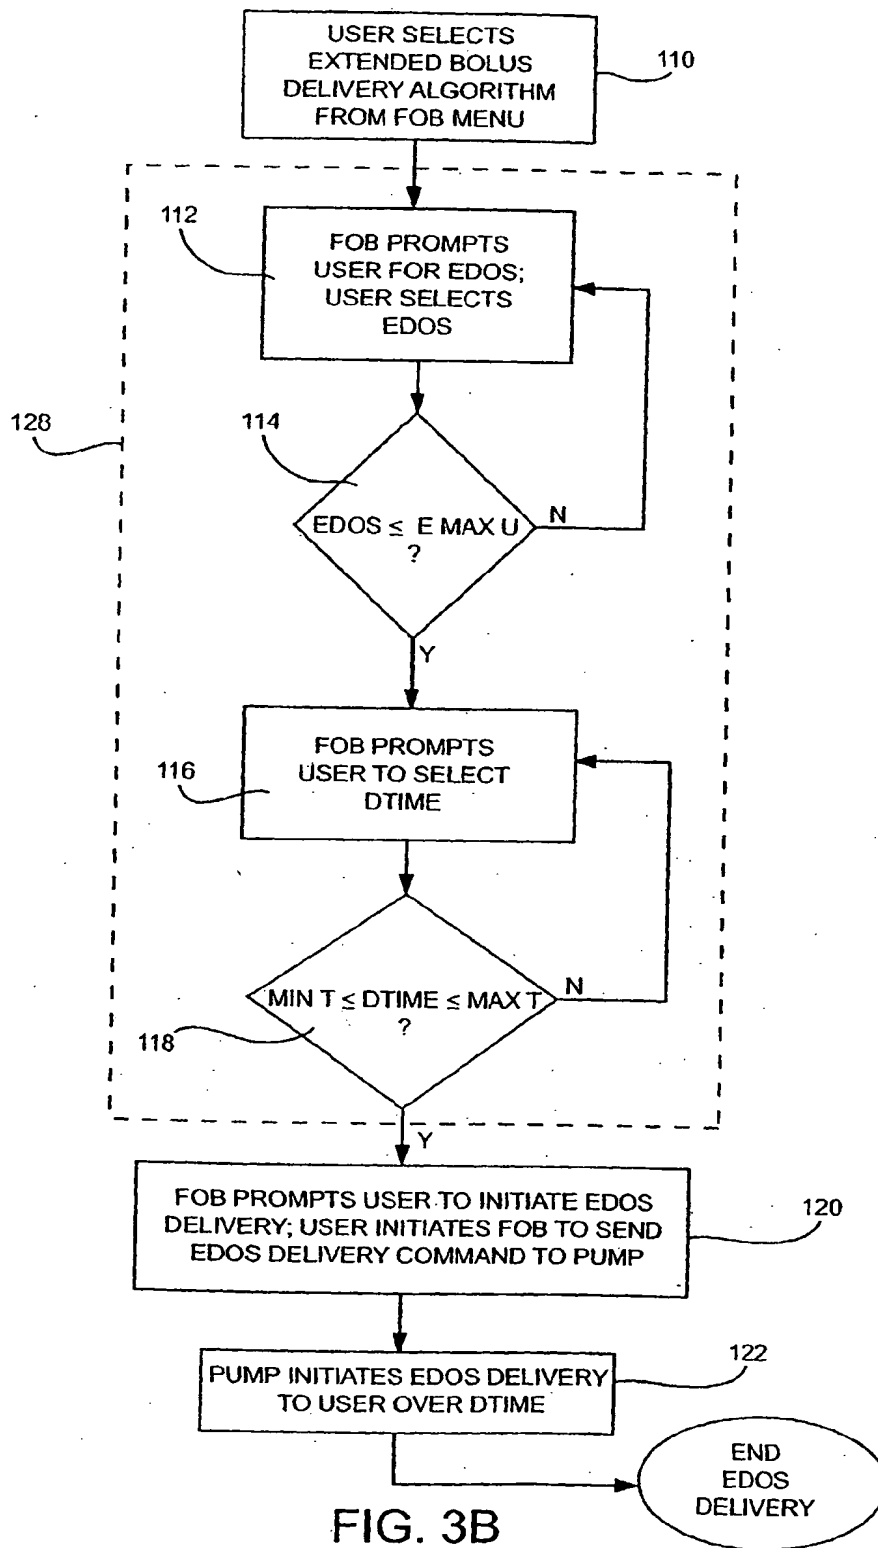 USER SELECTS
EXTENDED BOLUS
DELIVERY ALGORITHM
FROM FOB MENU
110
112
FOB PROMPTS
USER FOR EDOS;
USER SELECTS
EDOS
128
114
EDOS ≤ E MAX U
?
N
Y
FOB PROMPTS
USER TO SELECT
DTIME
116
MIN T ≤ DTIME ≤ MAX T
?
N
118
Y
FOB PROMPTS USER TO INITIATE EDOS
DELIVERY; USER INITIATES FOB TO SEND
EDOS DELIVERY COMMAND TO PUMP
120
PUMP INITIATES EDOS DELIVERY
TO USER OVER DTIME
122
END
EDOS
DELIVERY
FIG. 3B